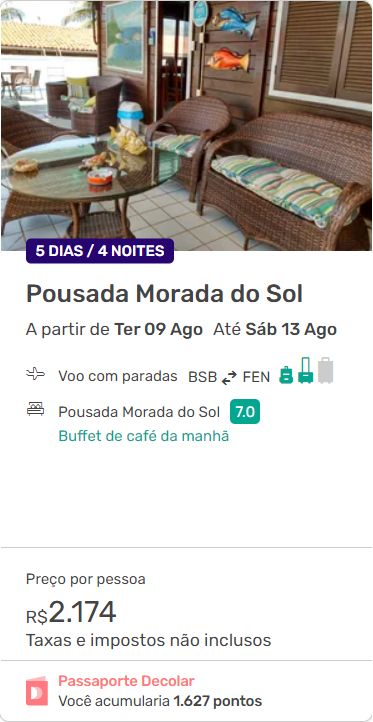 5 DIAS / 4 NOITES
Pousada Morada do Sol
A partir de Ter 09 Ago Até Sáb 13 Ago
Voo com paradas BSB FEN
Pousada Morada do Sol 7.0
Buffet de café da manhã
Preço por pessoa
R$2.174
Taxas e impostos não inclusos
Passaporte Decolar
Você acumularia 1.627 pontos